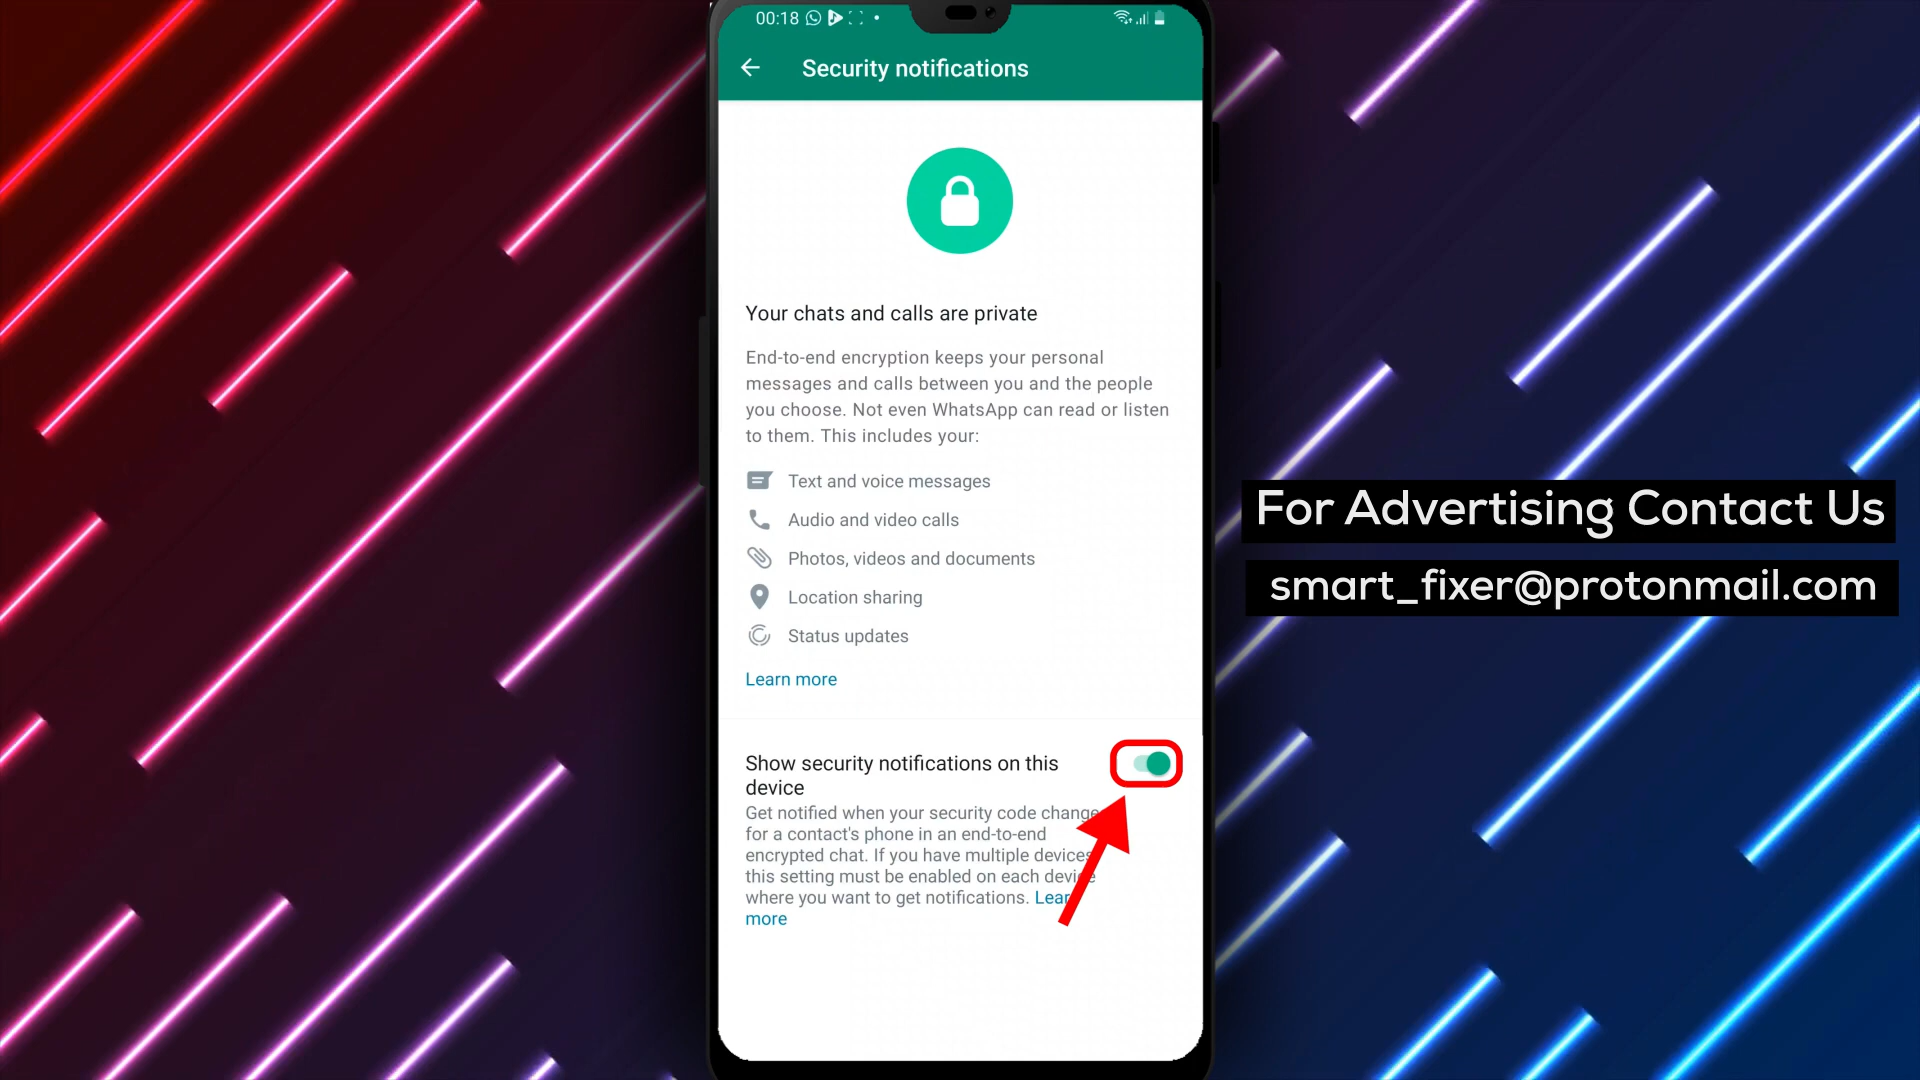 00:18
Security notifications
Your chats and calls are private
End-to-end encryption keeps your personal
messages and calls between you and the people
you choose. Not even WhatsApp can read or listen
to them. This includes your:
Text and voice messages
Audio and video calls
Photos, videos and documents
Location sharing
Status updates
Learn more
Show security notifications on this
device
Get notified when your security code change
for a contact's phone in an end-to-end
encrypted chat. If you have multiple devices
this setting must be enabled on each device
where you want to get notifications. Lear
more
For Advertising Contact Us
smart_fixer@protonmail.com